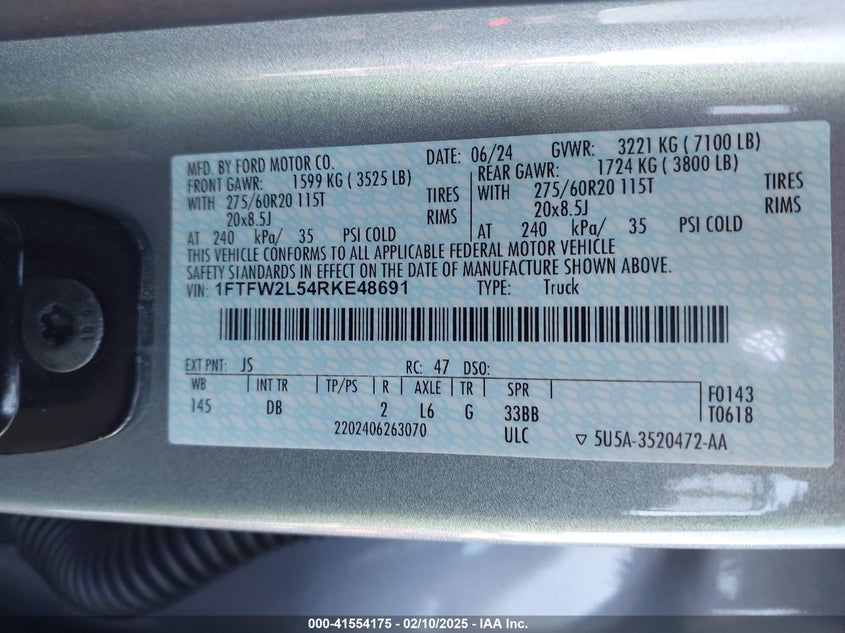 MFD. BY FORD MOTOR CO. DATE: 06/24 GVWR: 3221 KG ( 7100 LB)
FRONT GAWR: 1599 KG ( 3525 LB) REAR GAWR: 1724 KG ( 3800 LB)
WITH 275/60R20 115T TIRES WITH 275/60R20 115T TIRES
20x8.5J RIMS 20x8.5J RIMS
AT 240 kPa/ 35 PSI COLD AT 240 kPa/ 35 PSI COLD
THIS VEHICLE CONFORMS TO ALL APPLICABLE FEDERAL MOTOR VEHICLE
SAFETY STANDARDS IN EFFECT ON THE DATE OF MANUFACTURE SHOWN ABOVE.
VIN: 1FTFW2L54RKE48691 TYPE: Truck
EXT PNT: JS RC: 47 DSO:
WB INT TR TP/PS R AXLE TR SPR F0143
145 DB 2 L6 G 33BB T0618
2202406263070 ULC ▽ 5U5A-3520472-AA
000-41554175 — 02/10/2025 — IAA Inc.